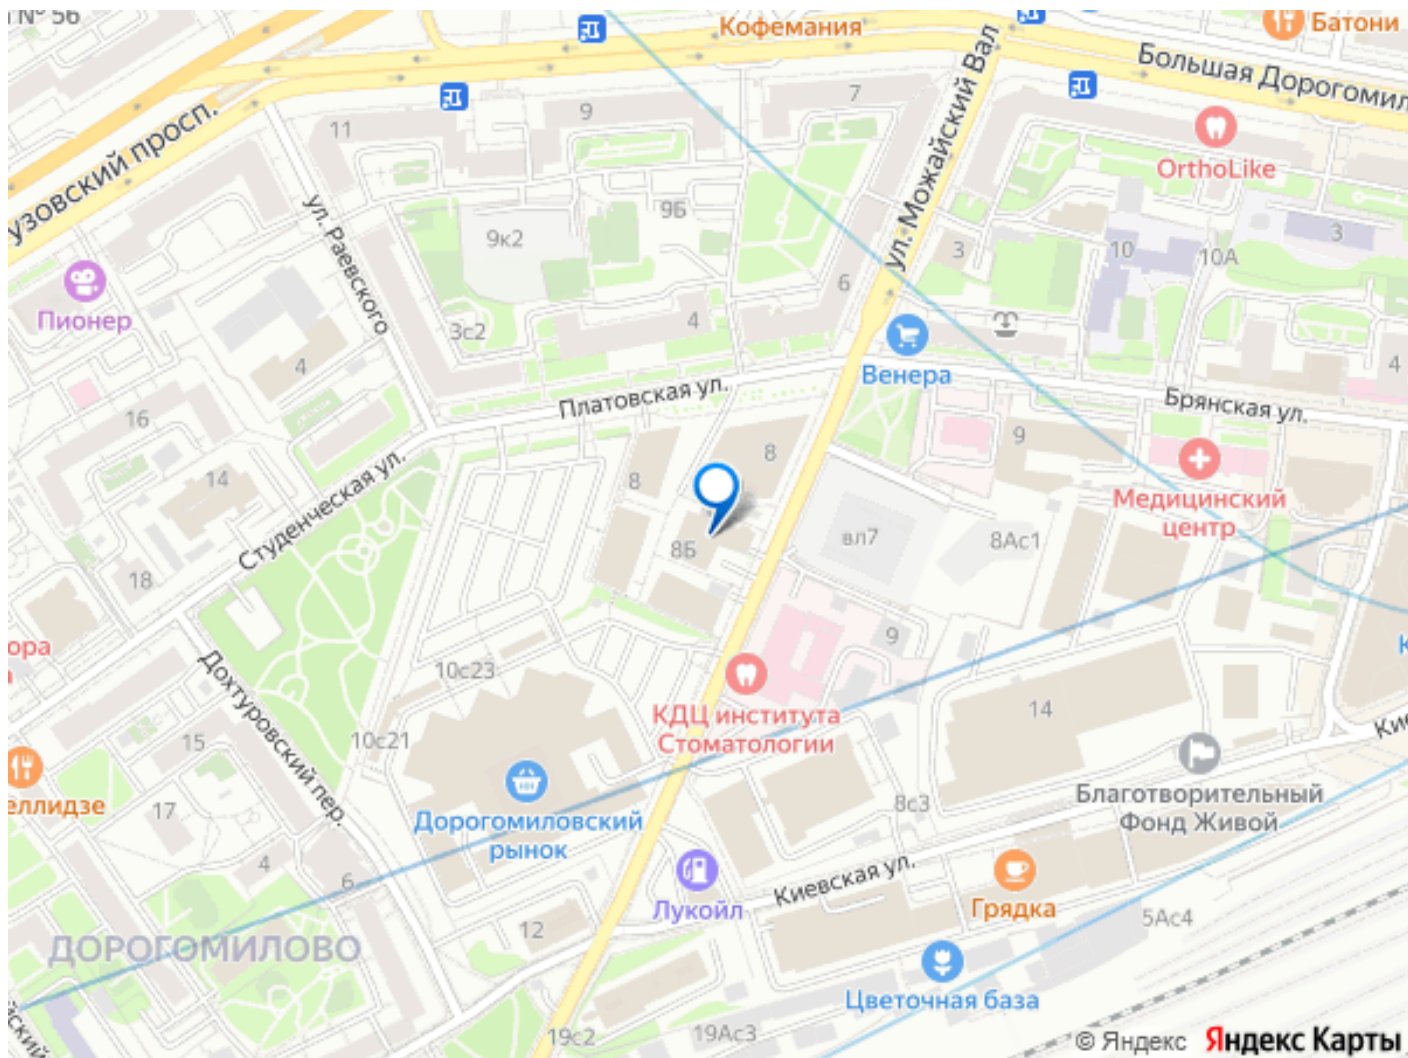 № 56
Кофемания
Батони
Большая Дорогомил
ул. Можайский Вал
узовский просп.
11
9
7
OrthoLike
ул. Раевского
9Б
9к2
3
10
10А
3
6
Пионер
3с2
4
4
Венера
4
Платовская ул.
Брянская ул.
16
14
8
8
9
Медицинский
центр
Студенческая ул.
8Б
вл7
8Ас1
18
9
ора
10с23
КДЦ института
Стоматологии
14
Дохтуровский пер.
15
10с21
Кие
К
еллидзе
17
Дорогомиловский
рынок
8с3
Благотворительный
Фонд Живой
4
6
Киевская ул.
Лукойл
Грядка
12
5Ас4
ДОРОГОМИЛОВО
Цветочная база
йский
19с2
19Ас3
© Яндекс Яндекс Карты